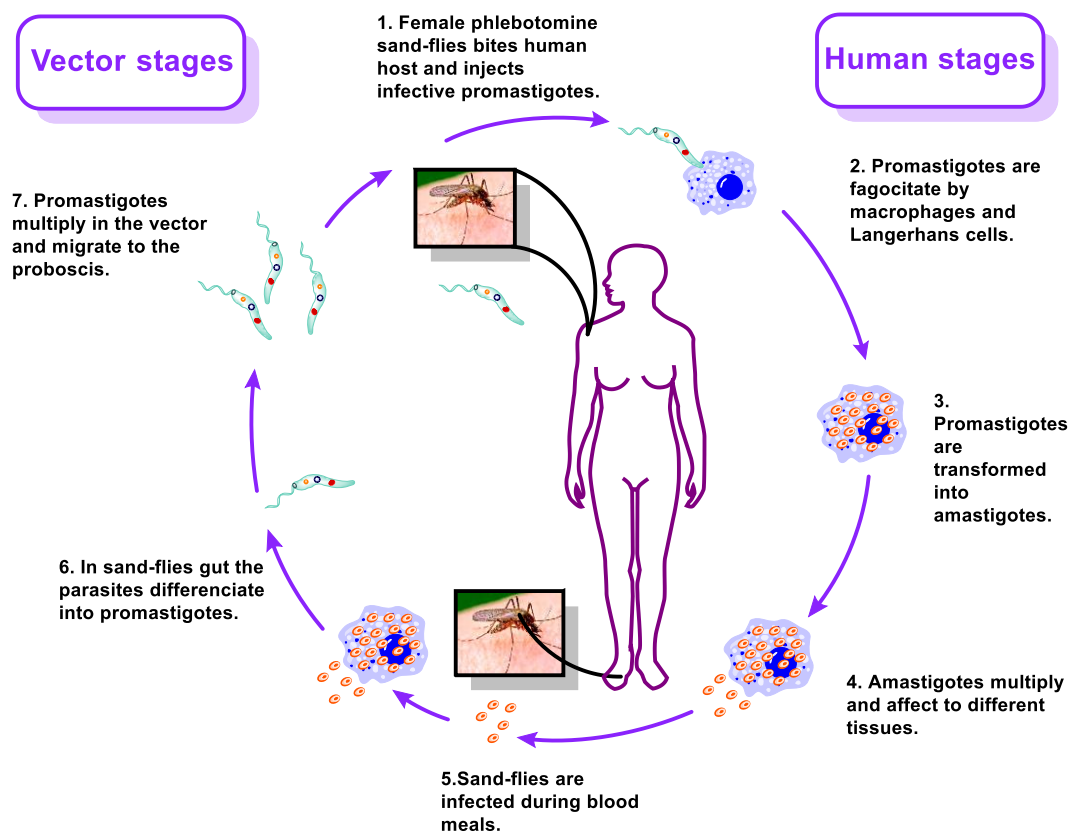 Vector stages
Human stages
1. Female phlebotomine
sand-flies bites human
host and injects
infective promastigotes.
2. Promastigotes are
fagocitate by
macrophages and
Langerhans cells.
3.
Promastigotes
are
transformed
into
amastigotes.
4. Amastigotes multiply
and affect to different
tissues.
5.Sand-flies are
infected during blood
meals.
6. In sand-flies gut the
parasites differenciate
into promastigotes.
7. Promastigotes
multiply in the vector
and migrate to the
proboscis.